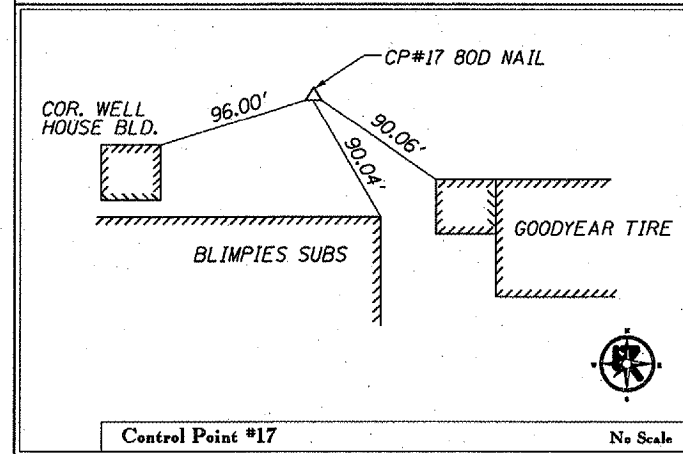 CP#17 80D NAIL
COR. WELL
HOUSE BLD.
96.00'
90.06'
90.04'
BLIMPIES SUBS
GOODYEAR TIRE
N
S
Control Point #17
No Scale